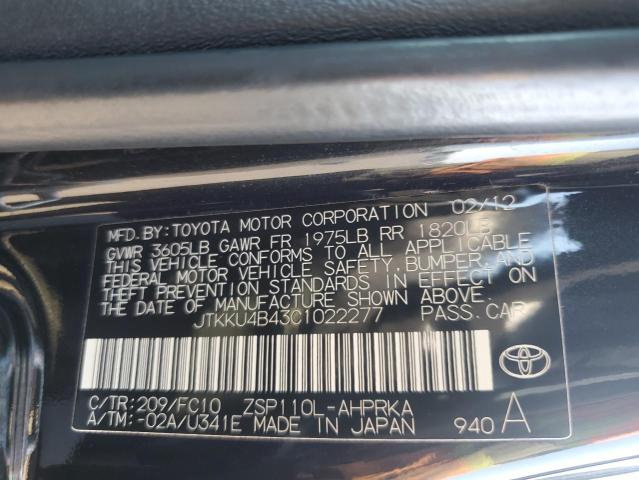 MFD.BY: TOYOTA MOTOR CORPORATION 02/12
GVWR 3605LB GAWR FR 1975LB RR 1820LB
THIS VEHICLE CONFORMS TO ALL APPLICABLE
FEDERAL MOTOR VEHICLE SAFETY, BUMPER, AND
THEFT PREVENTION STANDARDS IN EFFECT ON
THE DATE OF MANUFACTURE SHOWN ABOVE.
JTKKU4B43C1022277 PASS. CAR
C/TR: 209/FC10 ZSP110L-AHPRKA
A/TM: -02A/U341E MADE IN JAPAN 940 A